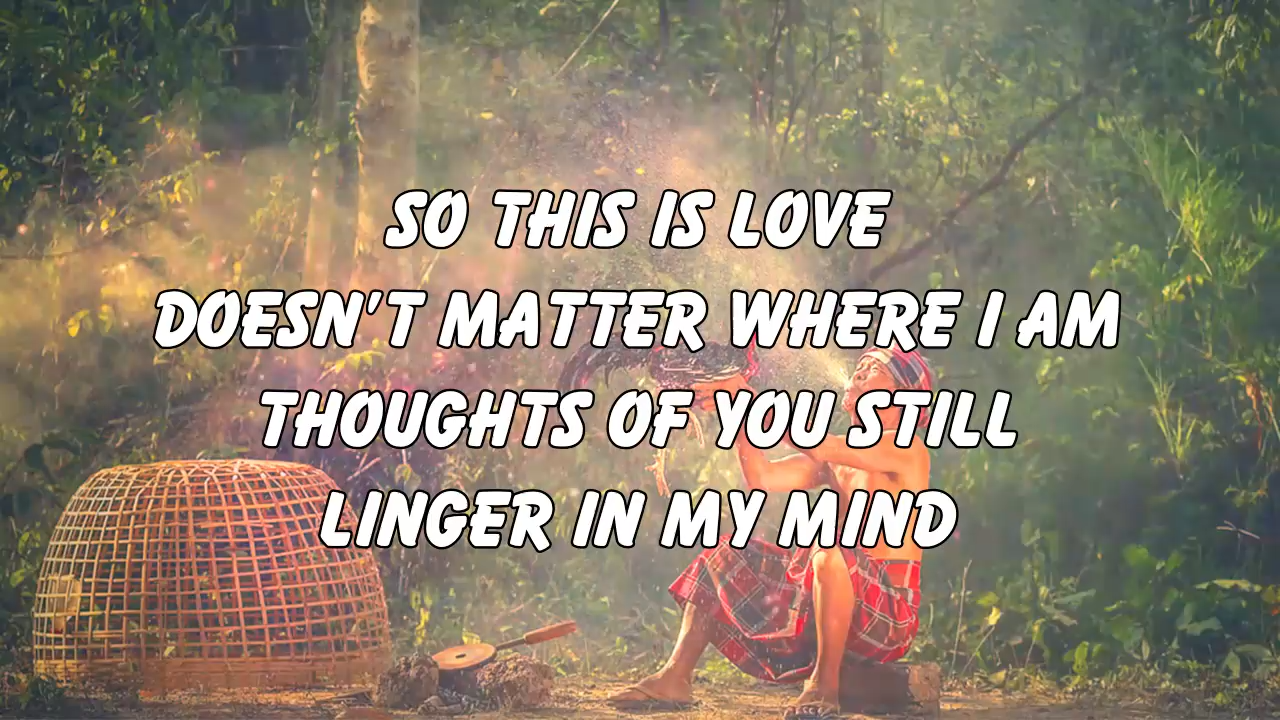 SO THIS IS LOVE
DOESN'T MATTER WHERE I AM
THOUGHTS OF YOU STILL
LINGER IN MY MIND